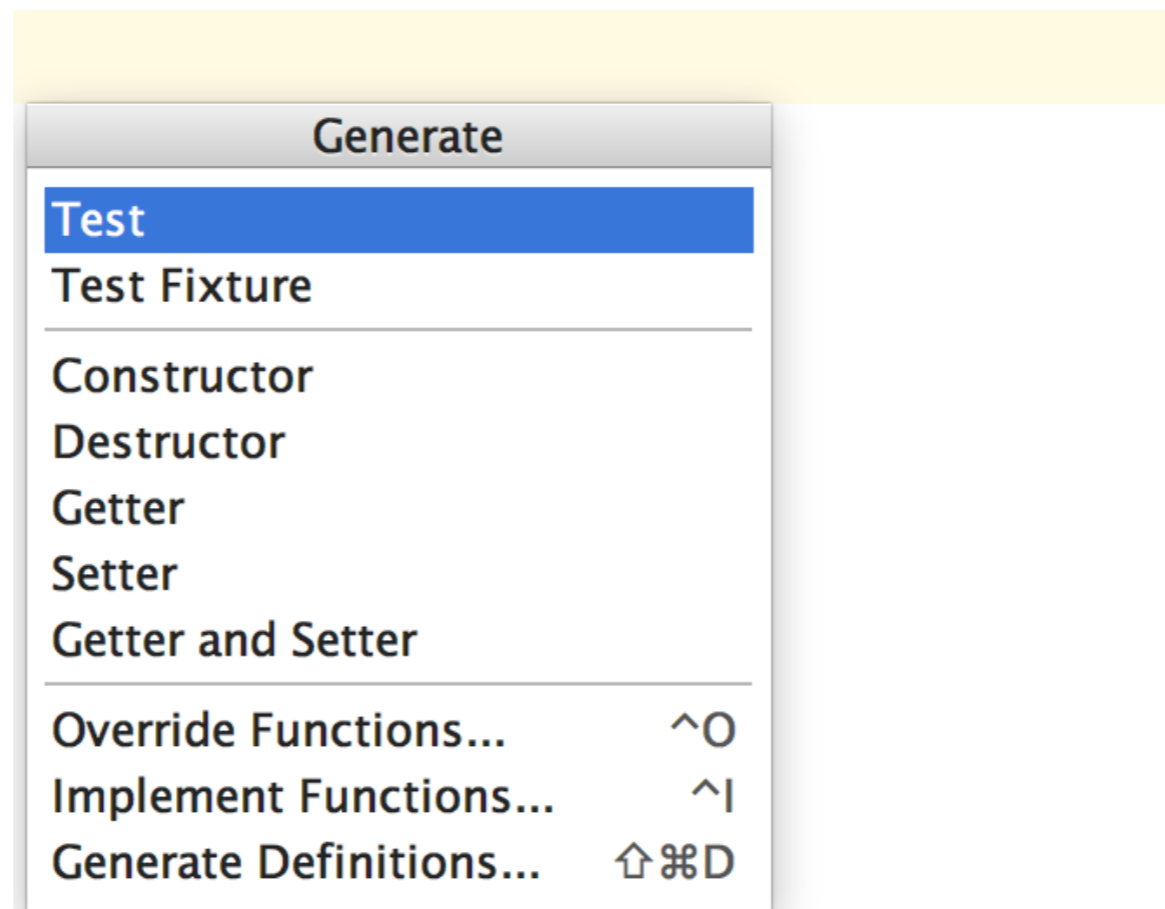 Generate
Test
Test Fixture
Constructor
Destructor
Getter
Setter
Getter and Setter
Override Functions... ^O
Implement Functions... ^I
Generate Definitions... ⇧⌘D